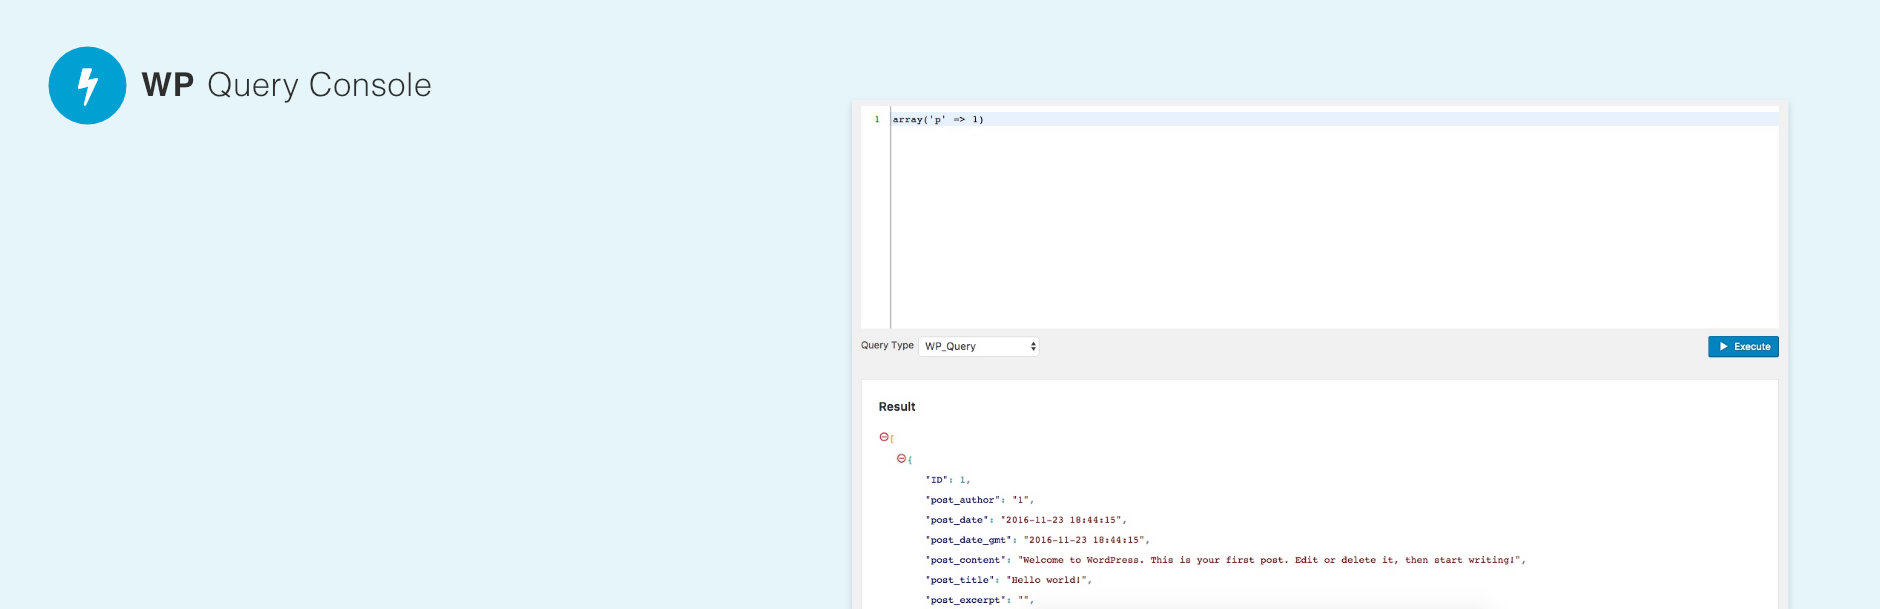 WP Query Console
1 array('p' => 1)
Query Type WP_Query Execute
Result
[
{
"ID": 1,
"post_author": "1",
"post_date": "2016-11-23 18:44:15",
"post_date_gmt": "2016-11-23 18:44:15",
"post_content": "Welcome to WordPress. This is your first post. Edit or delete it, then start writing!",
"post_title": "Hello world!",
"post_excerpt": "",